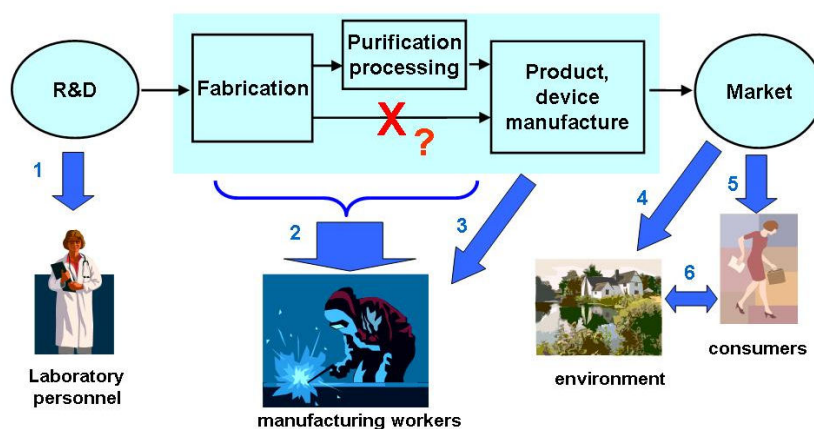 R&D
Fabrication
Purification
processing
X
?
Product,
device
manufacture
Market
1
2
3
4
5
6
Laboratory
personnel
manufacturing workers
environment
consumers